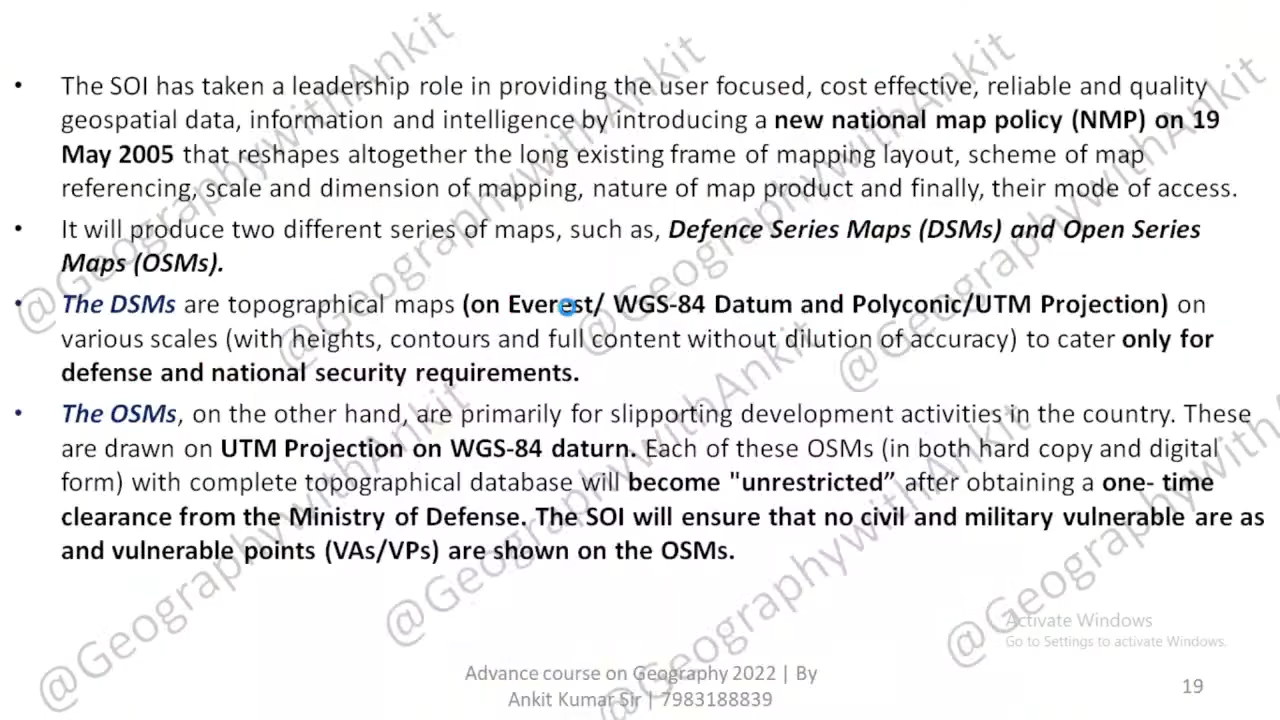 • The SOI has taken a leadership role in providing the user focused, cost effective, reliable and quality
geospatial data, information and intelligence by introducing a new national map policy (NMP) on 19
May 2005 that reshapes altogether the long existing frame of mapping layout, scheme of map
referencing, scale and dimension of mapping, nature of map product and finally, their mode of access.
• It will produce two different series of maps, such as, Defence Series Maps (DSMs) and Open Series
Maps (OSMs).
• The DSMs are topographical maps (on Everest/ WGS-84 Datum and Polyconic/UTM Projection) on
various scales (with heights, contours and full content without dilution of accuracy) to cater only for
defense and national security requirements.
• The OSMs, on the other hand, are primarily for slipporting development activities in the country. These
are drawn on UTM Projection on WGS-84 daturn. Each of these OSMs (in both hard copy and digital
form) with complete topographical database will become "unrestricted” after obtaining a one- time
clearance from the Ministry of Defense. The SOI will ensure that no civil and military vulnerable are as
and vulnerable points (VAs/VPs) are shown on the OSMs.
@GeographywithAnkit
@GeographywithAnkit
@GeographywithAnkit
@GeographywithAnkit
@GeographywithAnkit
@GeographywithAnkit
@GeographywithAnkit
@GeographywithAnkit
Activate Windows
Go to Settings to activate Windows.
Advance course on Geography 2022 | By
Ankit Kumar Sir | 7983188839
19